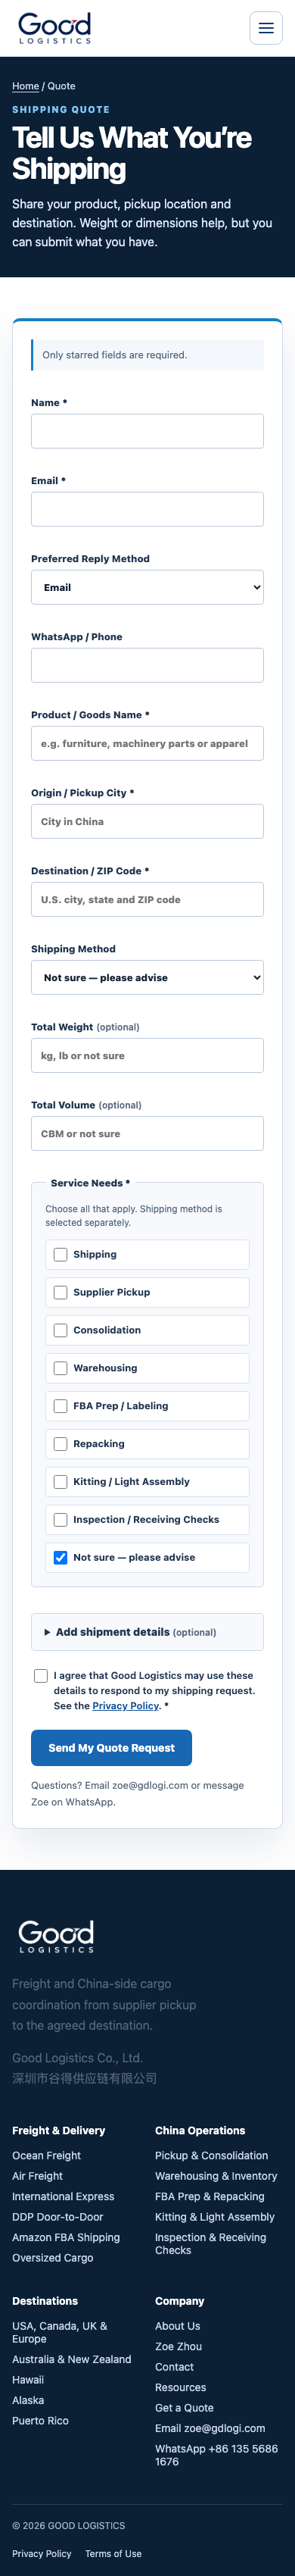 Good
LOGISTICS
Home / Quote
SHIPPING QUOTE
Tell Us What You're
Shipping
Share your product, pickup location and
destination. Weight or dimensions help, but you
can submit what you have.
Only starred fields are required.
Name *
Email *
Preferred Reply Method
Email
WhatsApp / Phone
Product / Goods Name *
e.g. furniture, machinery parts or apparel
Origin / Pickup City *
City in China
Destination / ZIP Code *
U.S. city, state and ZIP code
Shipping Method
Not sure — please advise
Total Weight (optional)
kg, lb or not sure
Total Volume (optional)
CBM or not sure
Service Needs *
Choose all that apply. Shipping method is
selected separately.
Shipping
Supplier Pickup
Consolidation
Warehousing
FBA Prep / Labeling
Repacking
Kitting / Light Assembly
Inspection / Receiving Checks
Not sure — please advise
Add shipment details (optional)
I agree that Good Logistics may use these
details to respond to my shipping request.
See the Privacy Policy. *
Send My Quote Request
Questions? Email zoe@gdlogi.com or message
Zoe on WhatsApp.
Good
LOGISTICS
Freight and China-side cargo
coordination from supplier pickup
to the agreed destination.
Good Logistics Co., Ltd.
深圳市谷得供应链有限公司
Freight & Delivery
Ocean Freight
Air Freight
International Express
DDP Door-to-Door
Amazon FBA Shipping
Oversized Cargo
China Operations
Pickup & Consolidation
Warehousing & Inventory
FBA Prep & Repacking
Kitting & Light Assembly
Inspection & Receiving
Checks
Destinations
USA, Canada, UK &
Europe
Australia & New Zealand
Hawaii
Alaska
Puerto Rico
Company
About Us
Zoe Zhou
Contact
Resources
Get a Quote
Email zoe@gdlogi.com
WhatsApp +86 135 5686
1676
© 2026 GOOD LOGISTICS
Privacy Policy
Terms of Use